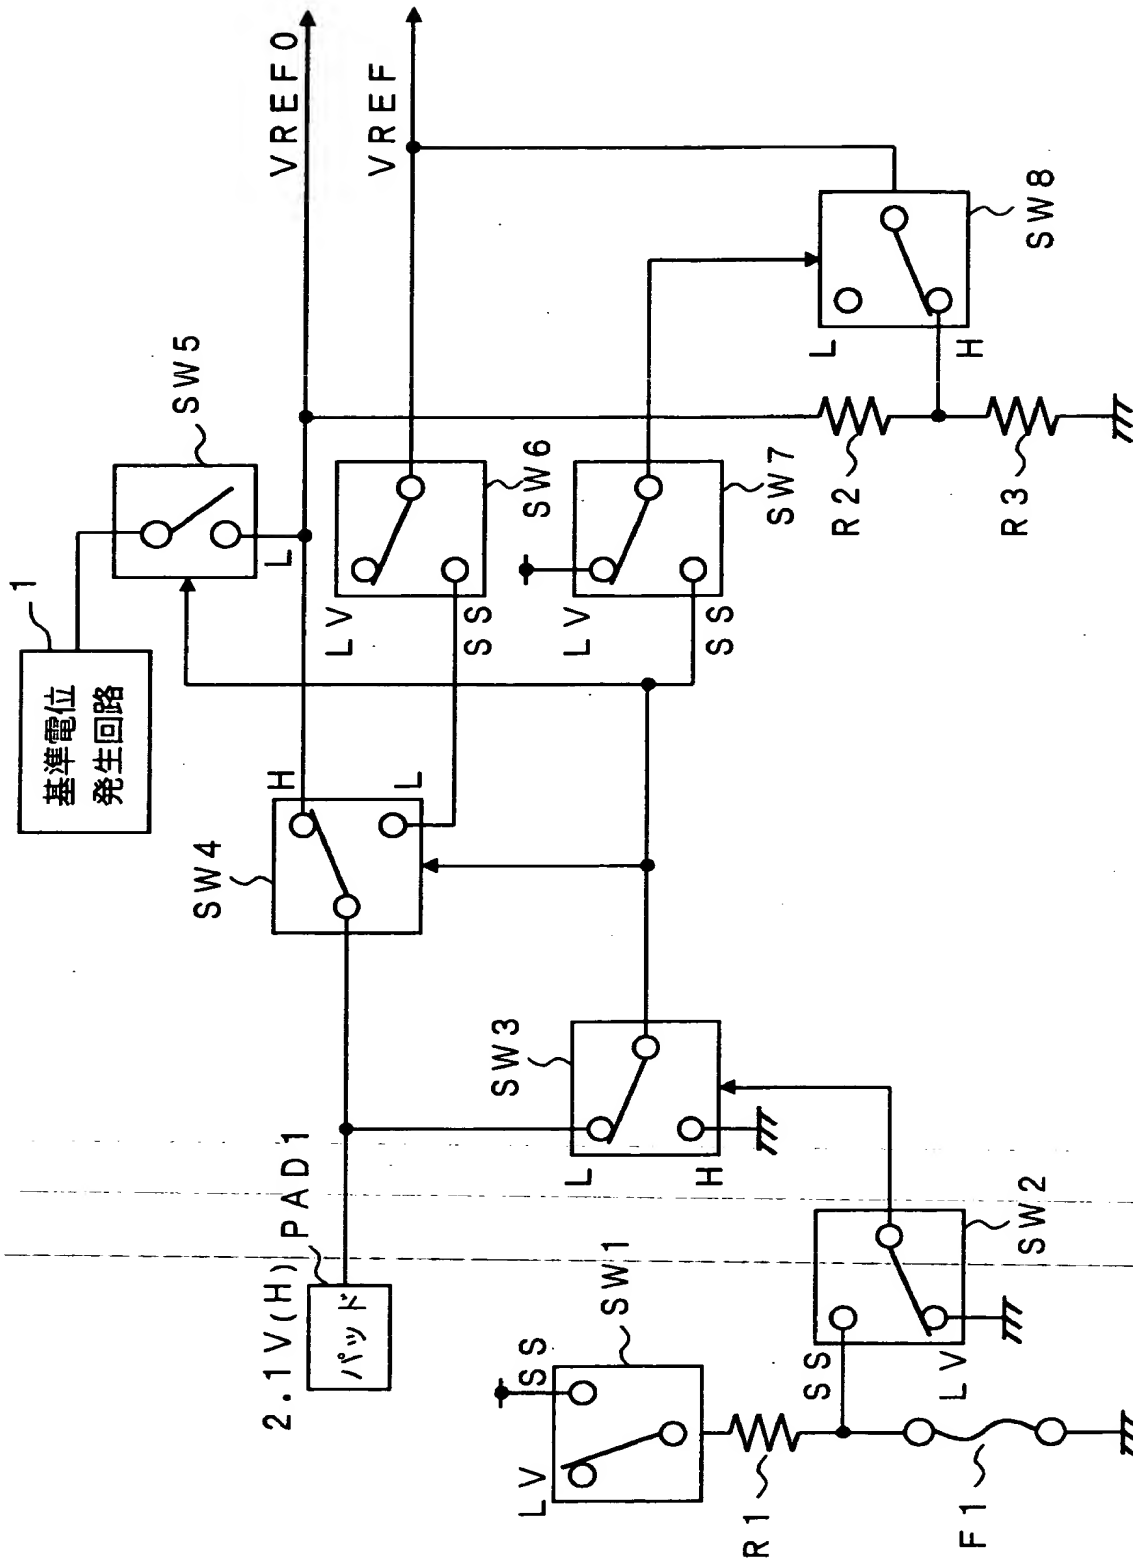 1
基準電位
発生回路
SW5
L
VREF0
VREF
SW4
H
L
LV
SS
SW6
LV
SS
SW7
L
H
SW8
R2
R3
2.1V(H)
PAD1
パッド
SW3
L
H
SW1
LV
SS
R1
F1
SS
LV
SW2